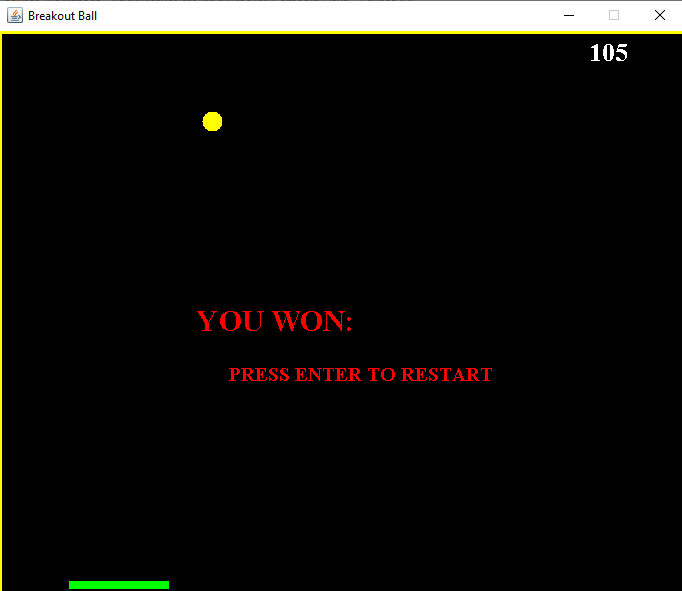 Breakout Ball
105
YOU WON:
PRESS ENTER TO RESTART